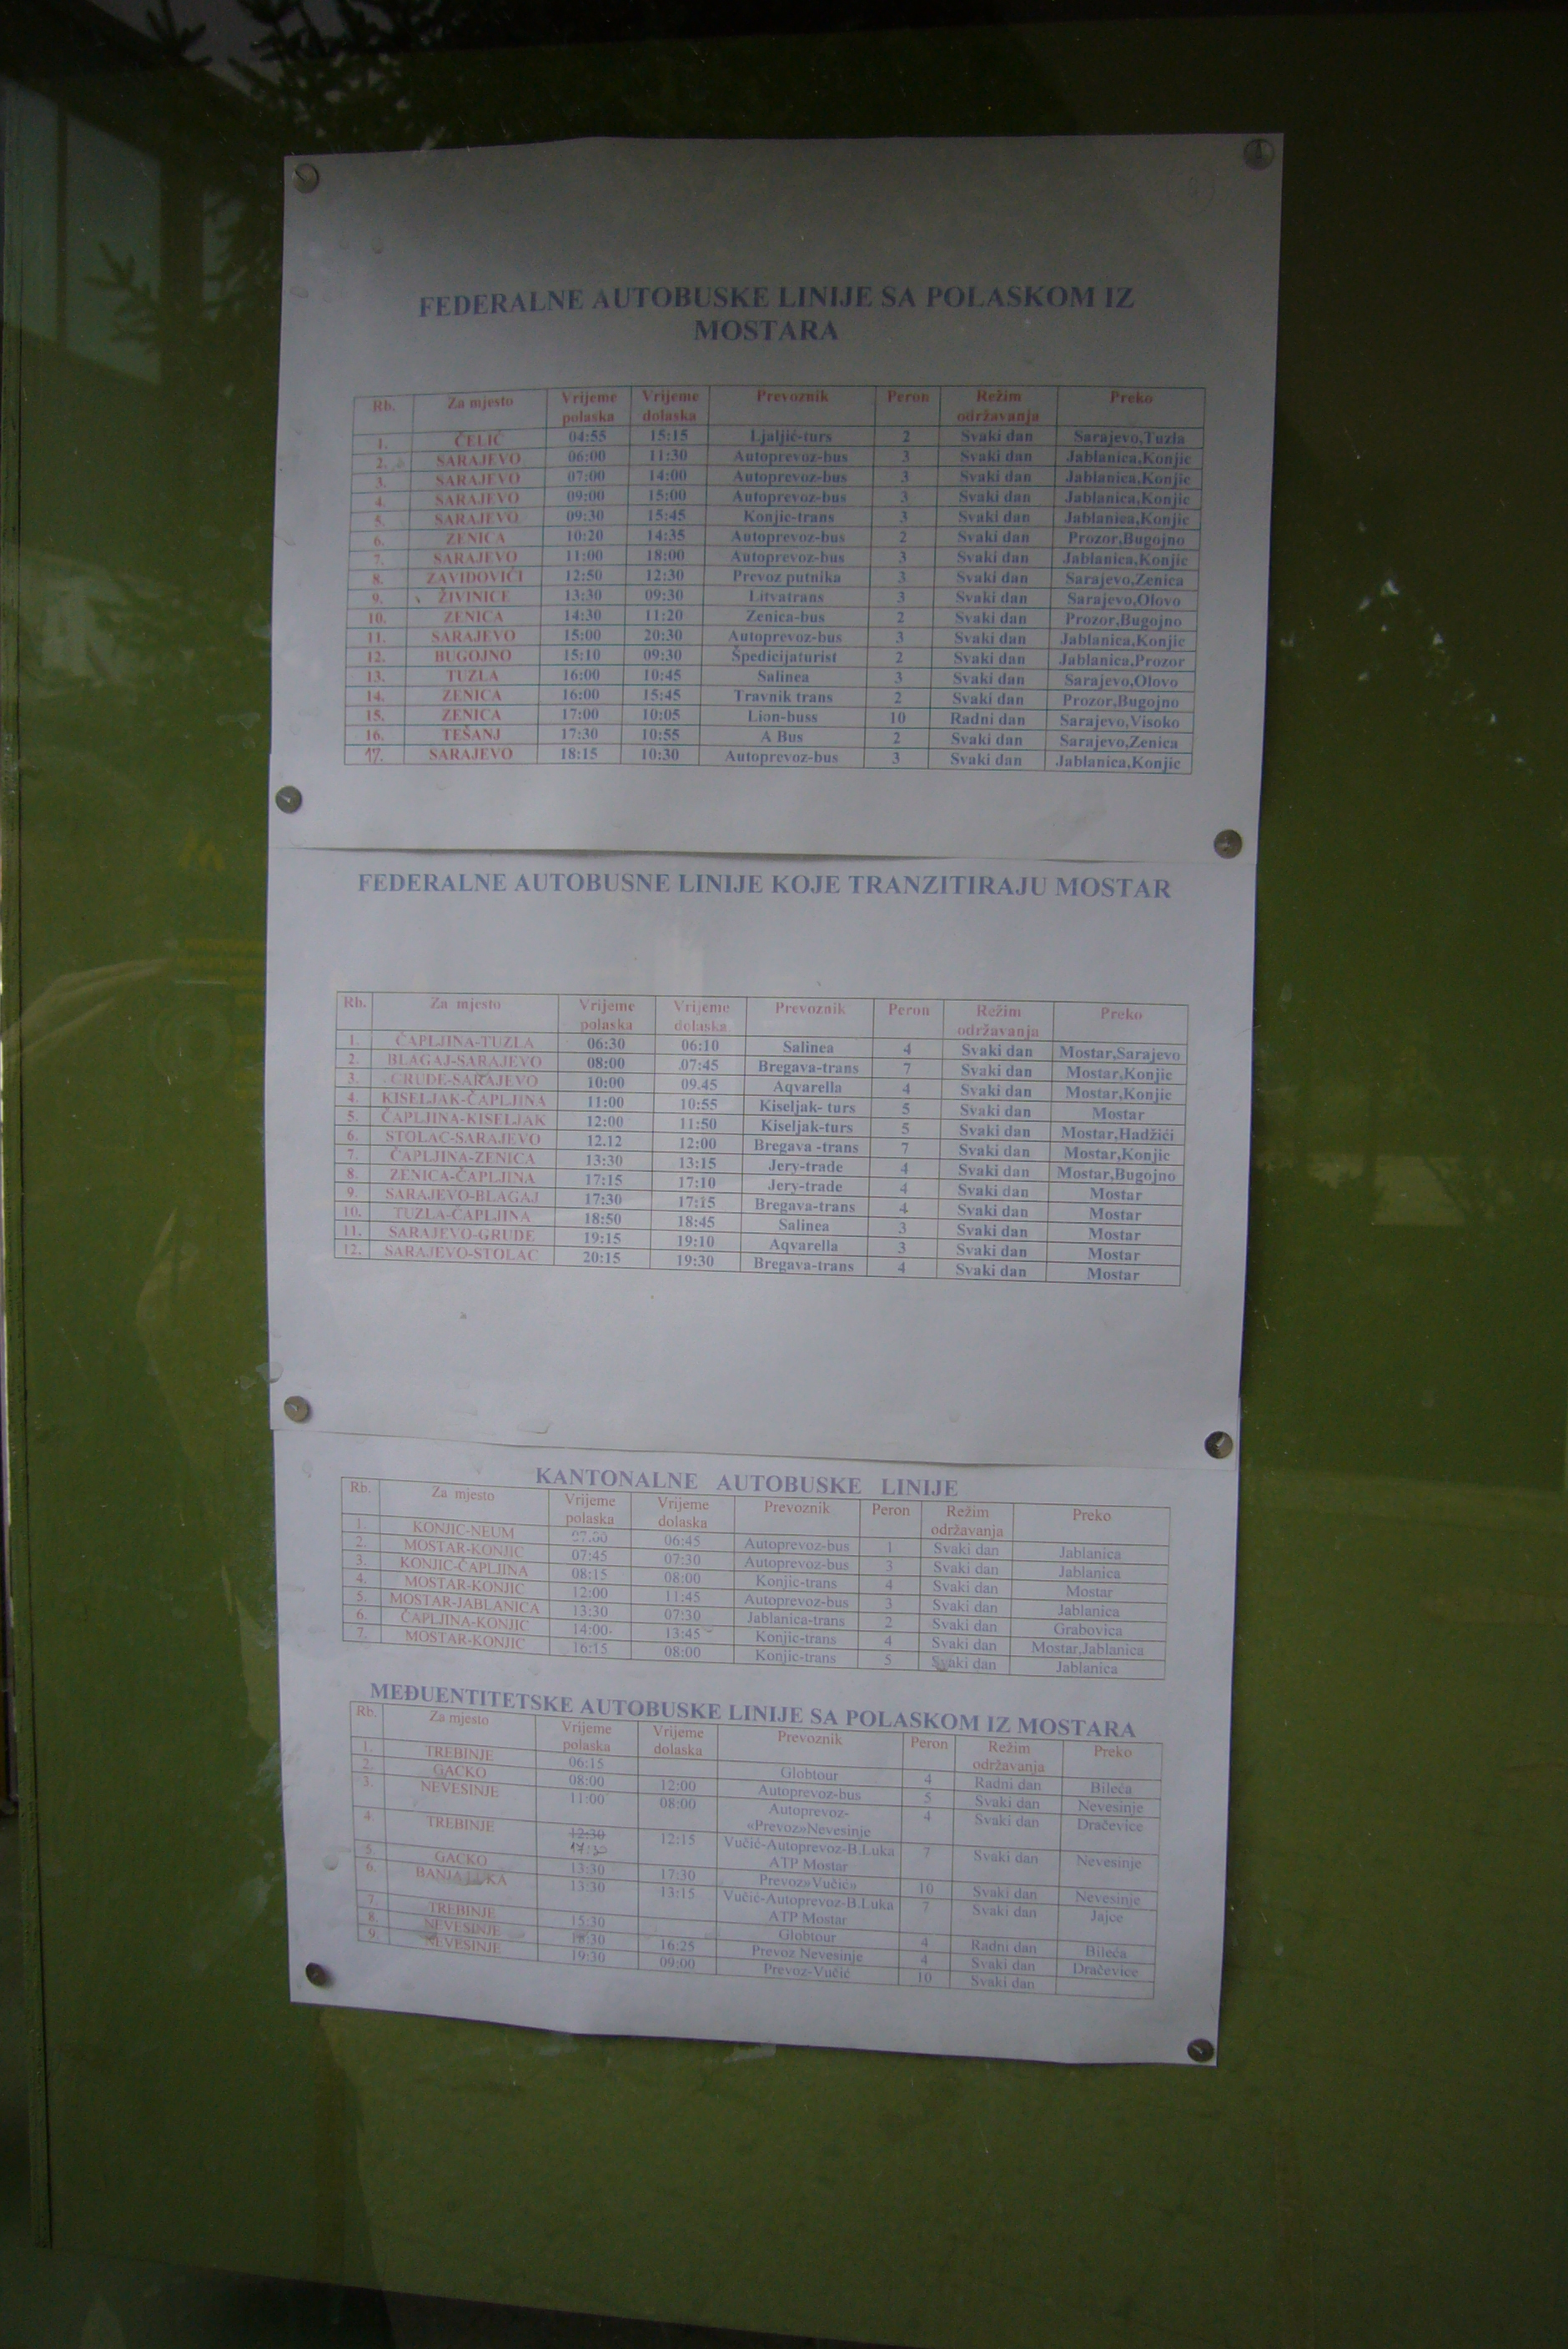 FEDERALNE AUTOBUSKE LINIJE SA POLASKOM IZ
MOSTARA
Rb. Za mjesto Vrijeme polaska Vrijeme dolaska Prevoznik Peron Režim održavanja Preko
1. ČELIĆ 04:55 15:15 Ljaljić-turs 2 Svaki dan Sarajevo,Tuzla
2. SARAJEVO 06:00 11:30 Autoprevoz-bus 3 Svaki dan Jablanica,Konjic
3. SARAJEVO 07:00 14:00 Autoprevoz-bus 3 Svaki dan Jablanica,Konjic
4. SARAJEVO 09:00 15:00 Autoprevoz-bus 3 Svaki dan Jablanica,Konjic
5. SARAJEVO 09:30 15:45 Konjic-trans 3 Svaki dan Jablanica,Konjic
6. ZENICA 10:20 14:35 Autoprevoz-bus 2 Svaki dan Prozor,Bugojno
7. SARAJEVO 11:00 18:00 Autoprevoz-bus 3 Svaki dan Jablanica,Konjic
8. ZAVIDOVIĆI 12:50 12:30 Prevoz putnika 3 Svaki dan Sarajevo,Zenica
9. ŽIVINICE 13:30 09:30 Litvatrans 3 Svaki dan Sarajevo,Olovo
10. ZENICA 14:30 11:20 Zenica-bus 2 Svaki dan Prozor,Bugojno
11. SARAJEVO 15:00 20:30 Autoprevoz-bus 3 Svaki dan Jablanica,Konjic
12. BUGOJNO 15:10 09:30 Špedicijaturist 2 Svaki dan Jablanica,Prozor
13. TUZLA 16:00 10:45 Salinea 3 Svaki dan Sarajevo,Olovo
14. ZENICA 16:00 15:45 Travnik trans 2 Svaki dan Prozor,Bugojno
15. ZENICA 17:00 10:05 Lion-buss 10 Radni dan Sarajevo,Visoko
16. TEŠANJ 17:30 10:55 A Bus 2 Svaki dan Sarajevo,Zenica
17. SARAJEVO 18:15 10:30 Autoprevoz-bus 3 Svaki dan Jablanica,Konjic
FEDERALNE AUTOBUSNE LINIJE KOJE TRANZITIRAJU MOSTAR
Rb. Za mjesto Vrijeme polaska Vrijeme dolaska Prevoznik Peron Režim održavanja Preko
1. ČAPLJINA-TUZLA 06:30 06:10 Salinea 4 Svaki dan Mostar,Sarajevo
2. BLAGAJ-SARAJEVO 08:00 07:45 Bregava-trans 7 Svaki dan Mostar,Konjic
3. GRUDE-SARAJEVO 10:00 09.45 Aqvarella 4 Svaki dan Mostar,Konjic
4. KISELJAK-ČAPLJINA 11:00 10:55 Kiseljak- turs 5 Svaki dan Mostar
5. ČAPLJINA-KISELJAK 12:00 11:50 Kiseljak-turs 5 Svaki dan Mostar,Hadžići
6. STOLAC-SARAJEVO 12.12 12:00 Bregava -trans 7 Svaki dan Mostar,Konjic
7. ČAPLJINA-ZENICA 13:30 13:15 Jery-trade 4 Svaki dan Mostar,Bugojno
8. ZENICA-ČAPLJINA 17:15 17:10 Jery-trade 4 Svaki dan Mostar
9. SARAJEVO-BLAGAJ 17:30 17:15 Bregava-trans 4 Svaki dan Mostar
10. TUZLA-ČAPLJINA 18:50 18:45 Salinea 3 Svaki dan Mostar
11. SARAJEVO-GRUDE 19:15 19:10 Aqvarella 3 Svaki dan Mostar
12. SARAJEVO-STOLAC 20:15 19:30 Bregava-trans 4 Svaki dan Mostar
KANTONALNE AUTOBUSKE LINIJE
Rb. Za mjesto Vrijeme polaska Vrijeme dolaska Prevoznik Peron Režim održavanja Preko
1. KONJIC-NEUM 07:00 06:45 Autoprevoz-bus 1 Svaki dan Jablanica
2. MOSTAR-KONJIC 07:45 07:30 Autoprevoz-bus 3 Svaki dan Jablanica
3. KONJIC-ČAPLJINA 08:15 08:00 Konjic-trans 4 Svaki dan Mostar
4. MOSTAR-KONJIC 12:00 11:45 Autoprevoz-bus 3 Svaki dan Jablanica
5. MOSTAR-JABLANICA 13:30 07:30 Jablanica-trans 2 Svaki dan Grabovica
6. ČAPLJINA-KONJIC 14:00 13:45 Konjic-trans 4 Svaki dan Mostar,Jablanica
7. MOSTAR-KONJIC 16:15 08:00 Konjic-trans 5 Svaki dan Jablanica
MEĐUENTITETSKE AUTOBUSKE LINIJE SA POLASKOM IZ MOSTARA
Rb. Za mjesto Vrijeme polaska Vrijeme dolaska Prevoznik Peron Režim održavanja Preko
1. TREBINJE 06:15 Globtour 4 Radni dan Bileća
2. GACKO 08:00 12:00 Autoprevoz-bus 5 Svaki dan Nevesinje
3. NEVESINJE 11:00 08:00 Autoprevoz- «Prevoz»Nevesinje 4 Svaki dan Dračevice
4. TREBINJE 12:30 17:30 12:15 Vučić-Autoprevoz-B.Luka ATP Mostar 7 Svaki dan Nevesinje
5. GACKO 13:30 17:30 Prevoz»Vučić» 10 Svaki dan Nevesinje
6. BANJA LUKA 13:30 13:15 Vučić-Autoprevoz-B.Luka ATP Mostar 7 Svaki dan Jajce
7. TREBINJE 15:30 Globtour 4 Radni dan Bileća
8. NEVESINJE 18:30 16:25 Prevoz Nevesinje 4 Svaki dan Dračevice
9. NEVESINJE 19:30 09:00 Prevoz-Vučić 10 Svaki dan